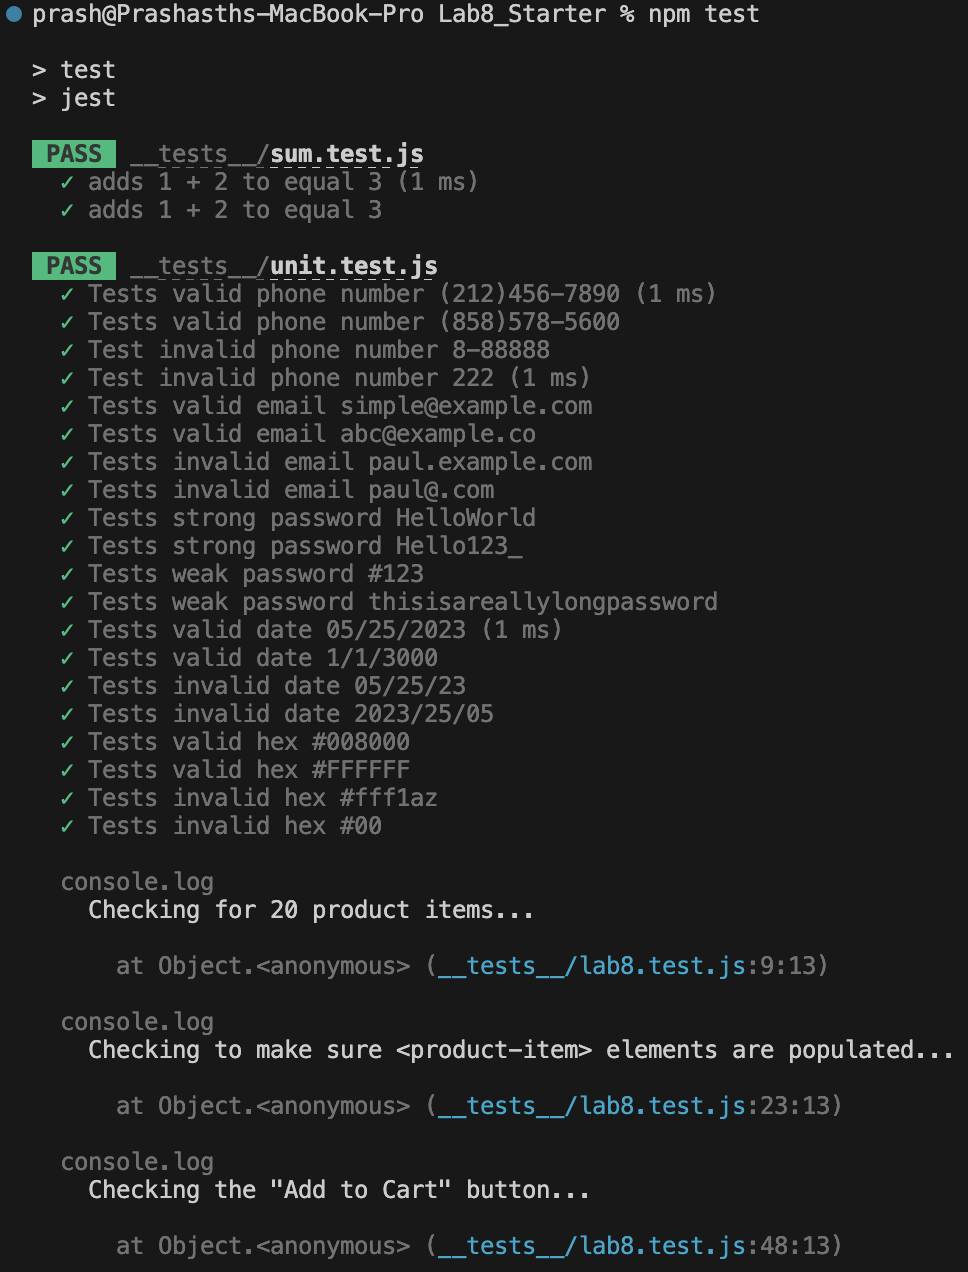 prash@Prashasths-MacBook-Pro Lab8_Starter % npm test
> test
> jest
PASS __tests__/sum.test.js
✓ adds 1 + 2 to equal 3 (1 ms)
✓ adds 1 + 2 to equal 3
PASS __tests__/unit.test.js
✓ Tests valid phone number (212)456-7890 (1 ms)
✓ Tests valid phone number (858)578-5600
✓ Test invalid phone number 8-88888
✓ Test invalid phone number 222 (1 ms)
✓ Tests valid email simple@example.com
✓ Tests valid email abc@example.co
✓ Tests invalid email paul.example.com
✓ Tests invalid email paul@.com
✓ Tests strong password HelloWorld
✓ Tests strong password Hello123_
✓ Tests weak password #123
✓ Tests weak password thisisareallylongpassword
✓ Tests valid date 05/25/2023 (1 ms)
✓ Tests valid date 1/1/3000
✓ Tests invalid date 05/25/23
✓ Tests invalid date 2023/25/05
✓ Tests valid hex #008000
✓ Tests valid hex #FFFFFF
✓ Tests invalid hex #fff1az
✓ Tests invalid hex #00
console.log
Checking for 20 product items...
at Object.<anonymous> (__tests__/lab8.test.js:9:13)
console.log
Checking to make sure <product-item> elements are populated...
at Object.<anonymous> (__tests__/lab8.test.js:23:13)
console.log
Checking the "Add to Cart" button...
at Object.<anonymous> (__tests__/lab8.test.js:48:13)